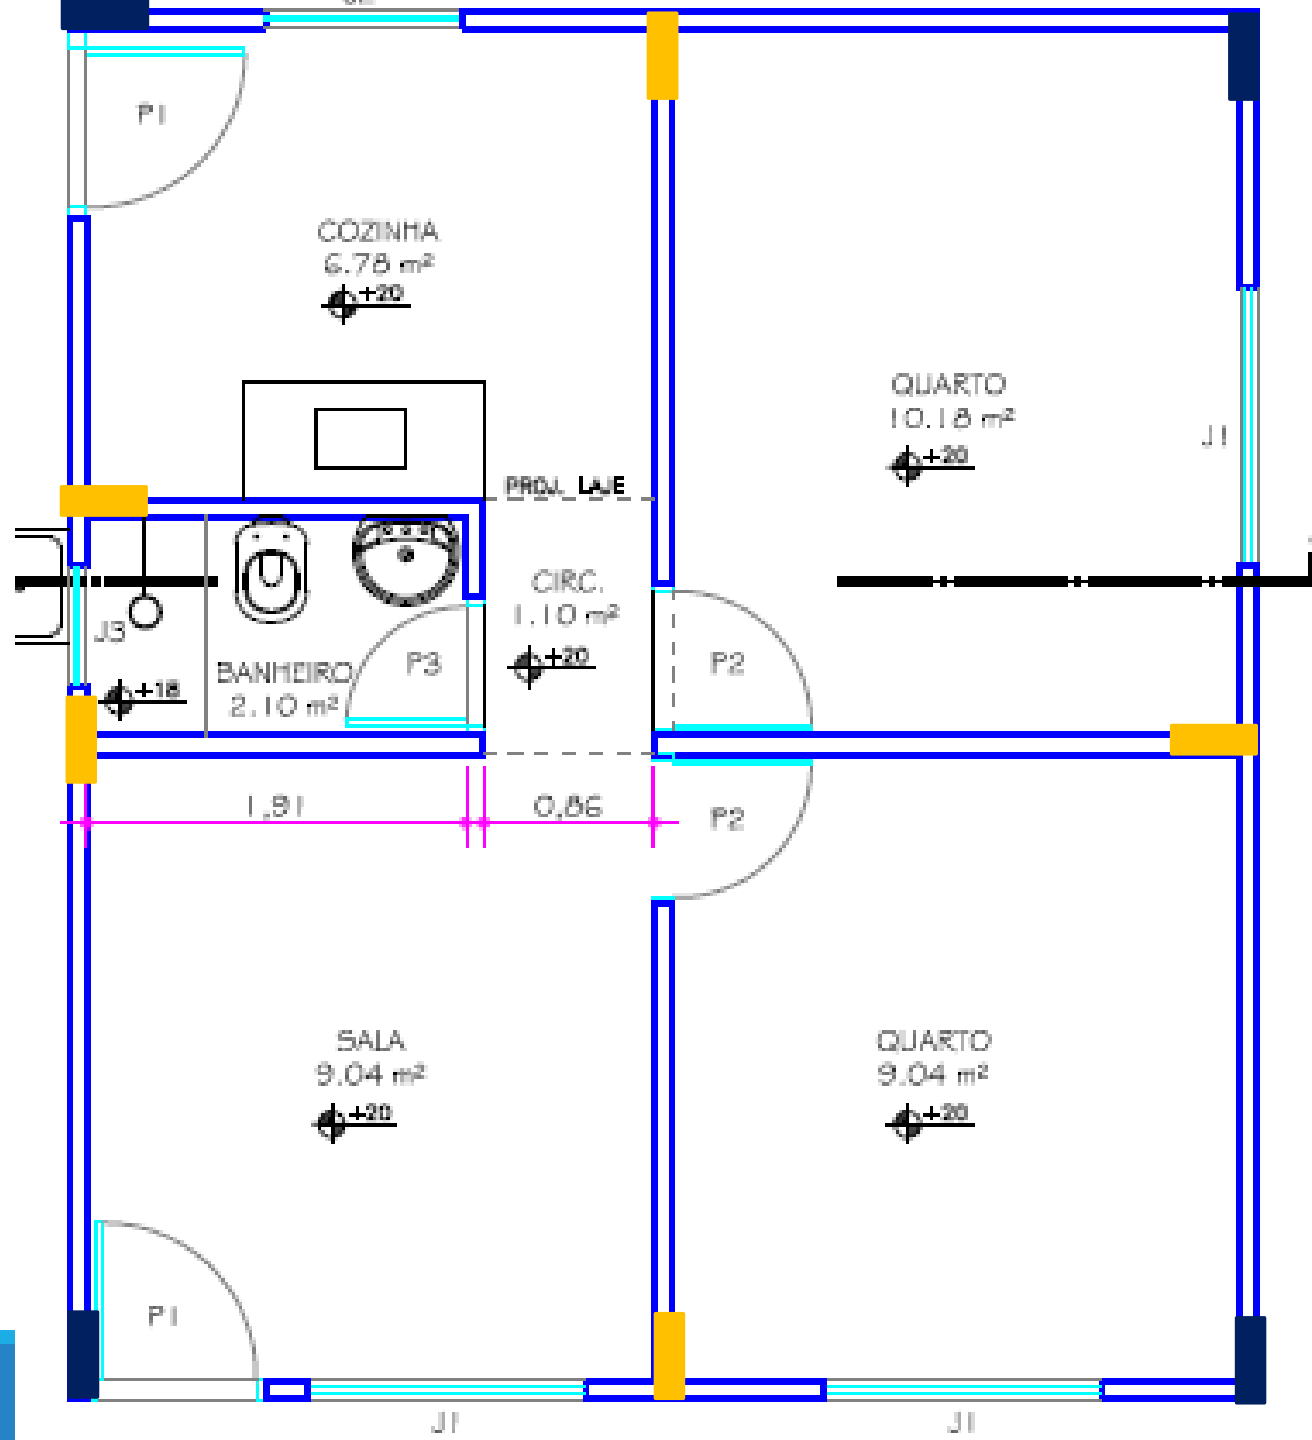 P1
COZINHA
6.78 m²
+20
QUARTO
10.18 m²
+20
J1
PROJ. LAJE
CIRC.
1.10 m²
+20
J3
+18
BANHEIRO
2.10 m²
P3
P2
1,91
0,86
P2
SALA
9.04 m²
+20
QUARTO
9.04 m²
+20
P1
J1
J1